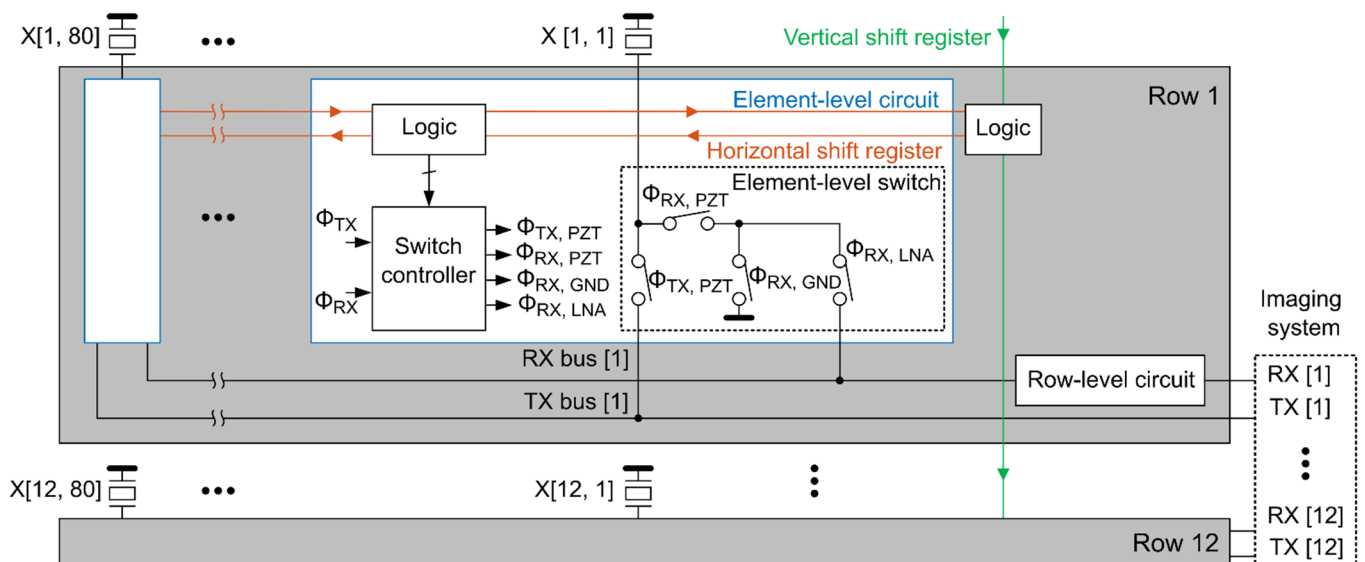 X[1, 80]
X [1, 1]
Vertical shift register
Row 1
Element-level circuit
Logic
Logic
Horizontal shift register
Element-level switch
ΦRX, PZT
ΦTX
Switch
controller
ΦRX
ΦTX, PZT
ΦRX, PZT
ΦRX, GND
ΦRX, LNA
ΦTX, PZT
ΦRX, GND
ΦRX, LNA
Imaging
system
RX bus [1]
Row-level circuit
RX [1]
TX bus [1]
TX [1]
X[12, 80]
X[12, 1]
RX [12]
Row 12
TX [12]